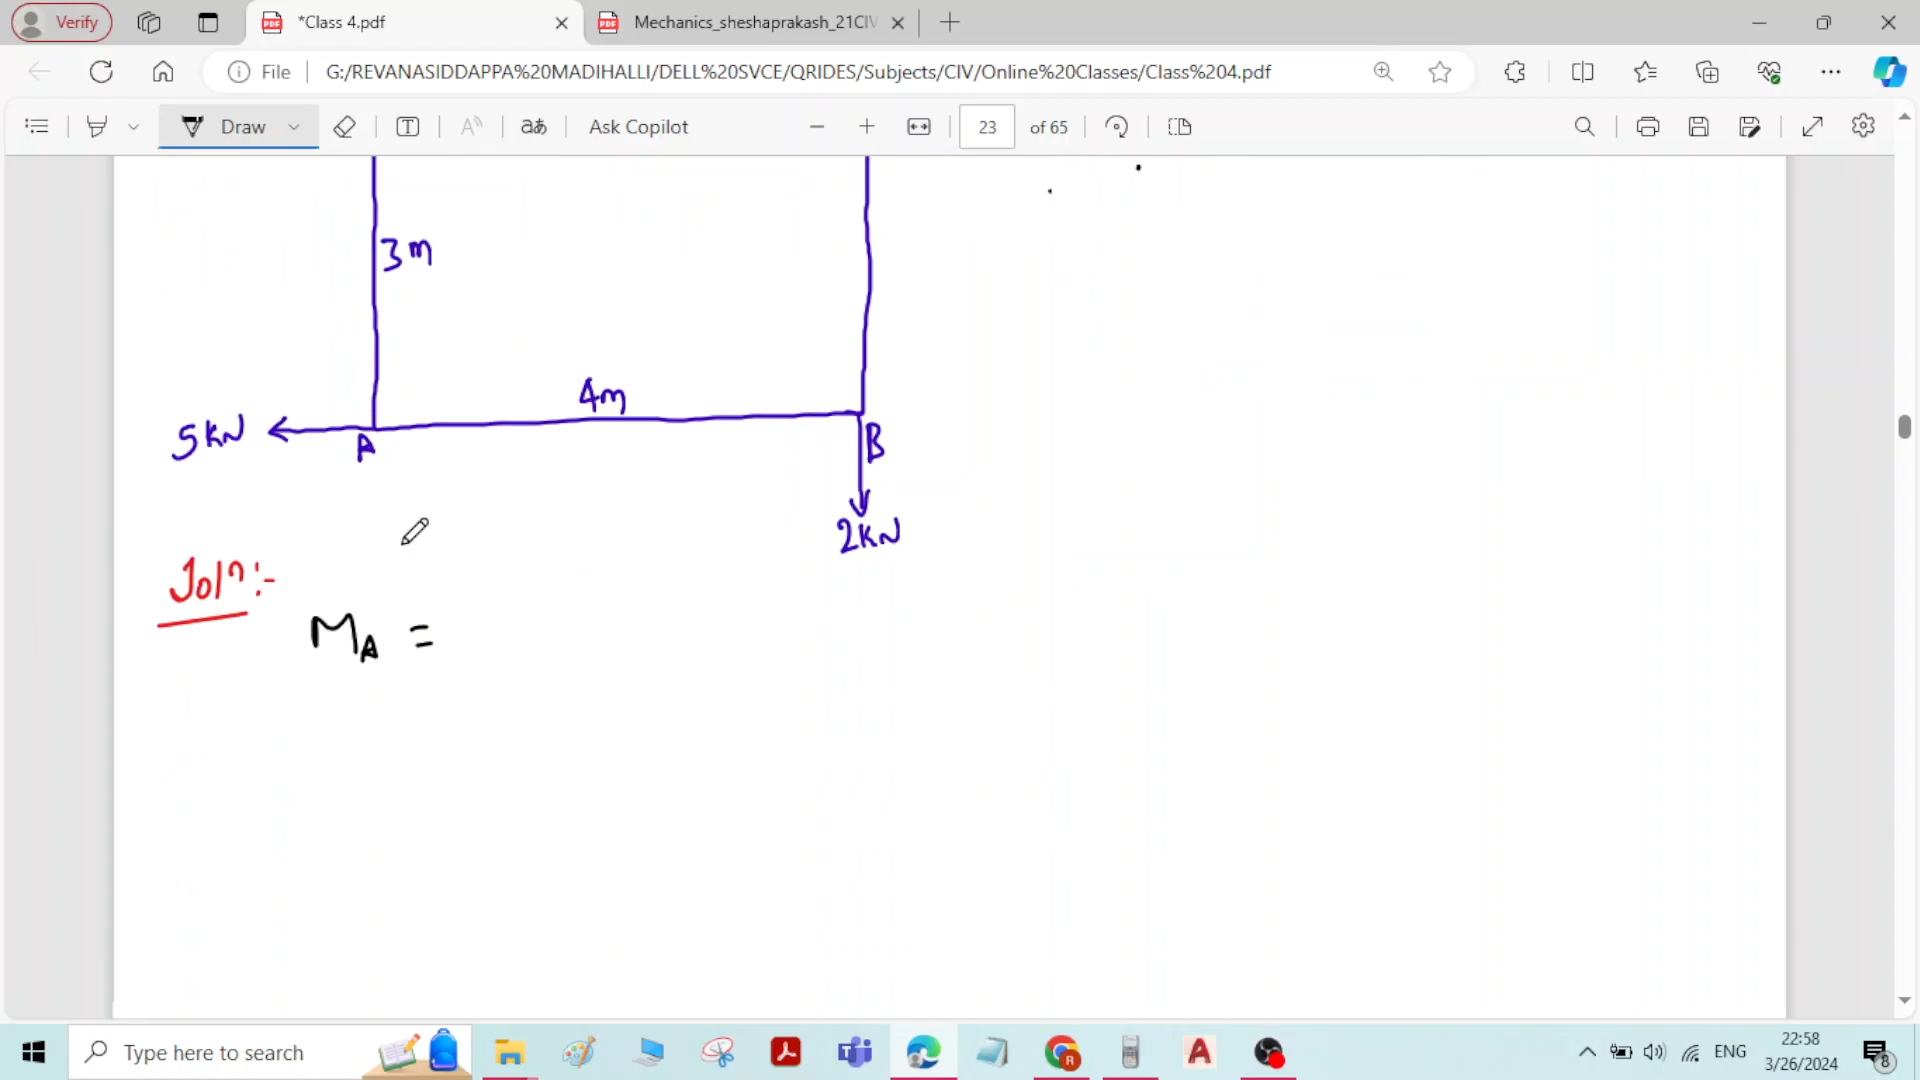 Verify
*Class 4.pdf
Mechanics_sheshaprakash_21CIV
File
G:/REVANASIDDAPPA%20MADIHALLI/DELL%20SVCE/QRIDES/Subjects/CIV/Online%20Classes/Class%204.pdf
Draw
Ask Copilot
23 of 65
3m
4m
5KN
A
B
2KN
Soln:-
MA =
Type here to search
ENG
22:58
3/26/2024
8